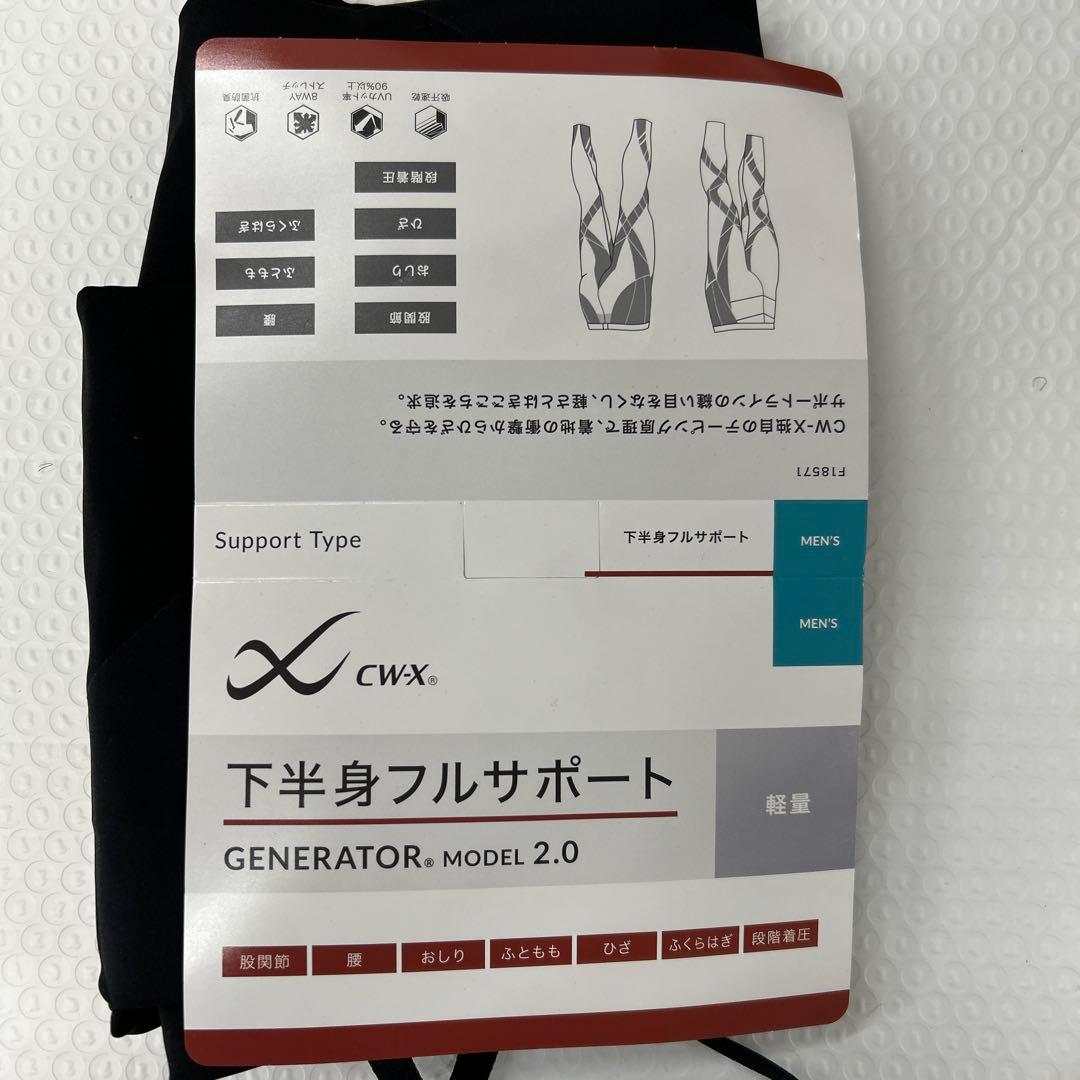 抗菌防臭
8WAY
ストレッチ
UVカット率
90%以上
吸汗速乾
段階着圧
ふくらはぎ
ひざ
ふともも
おしり
腰
股関節
CW-X独自のテーピング原理で、着地の衝撃からひざを守る。
サポートラインの縫い目をなくし、軽さとはきごこちを追求。
F18571
Support Type
下半身フルサポート
MEN'S
MEN'S
CW-X®
下半身フルサポート
軽量
GENERATOR® MODEL 2.0
股関節
腰
おしり
ふともも
ひざ
ふくらはぎ
段階着圧